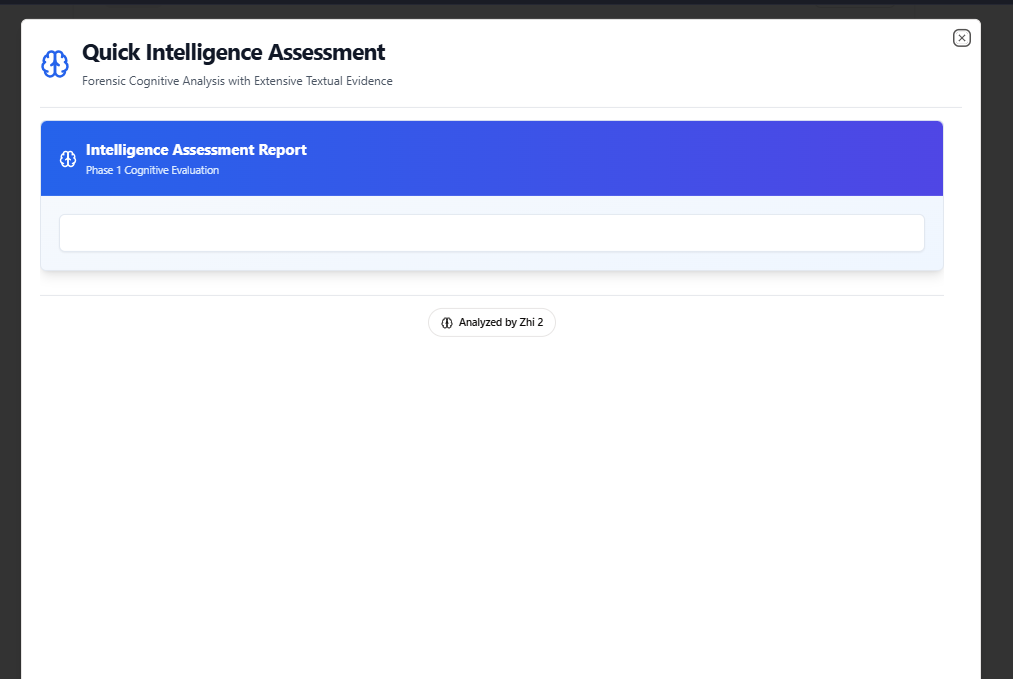 Quick Intelligence Assessment
Forensic Cognitive Analysis with Extensive Textual Evidence
Intelligence Assessment Report
Phase 1 Cognitive Evaluation
Analyzed by Zhi 2